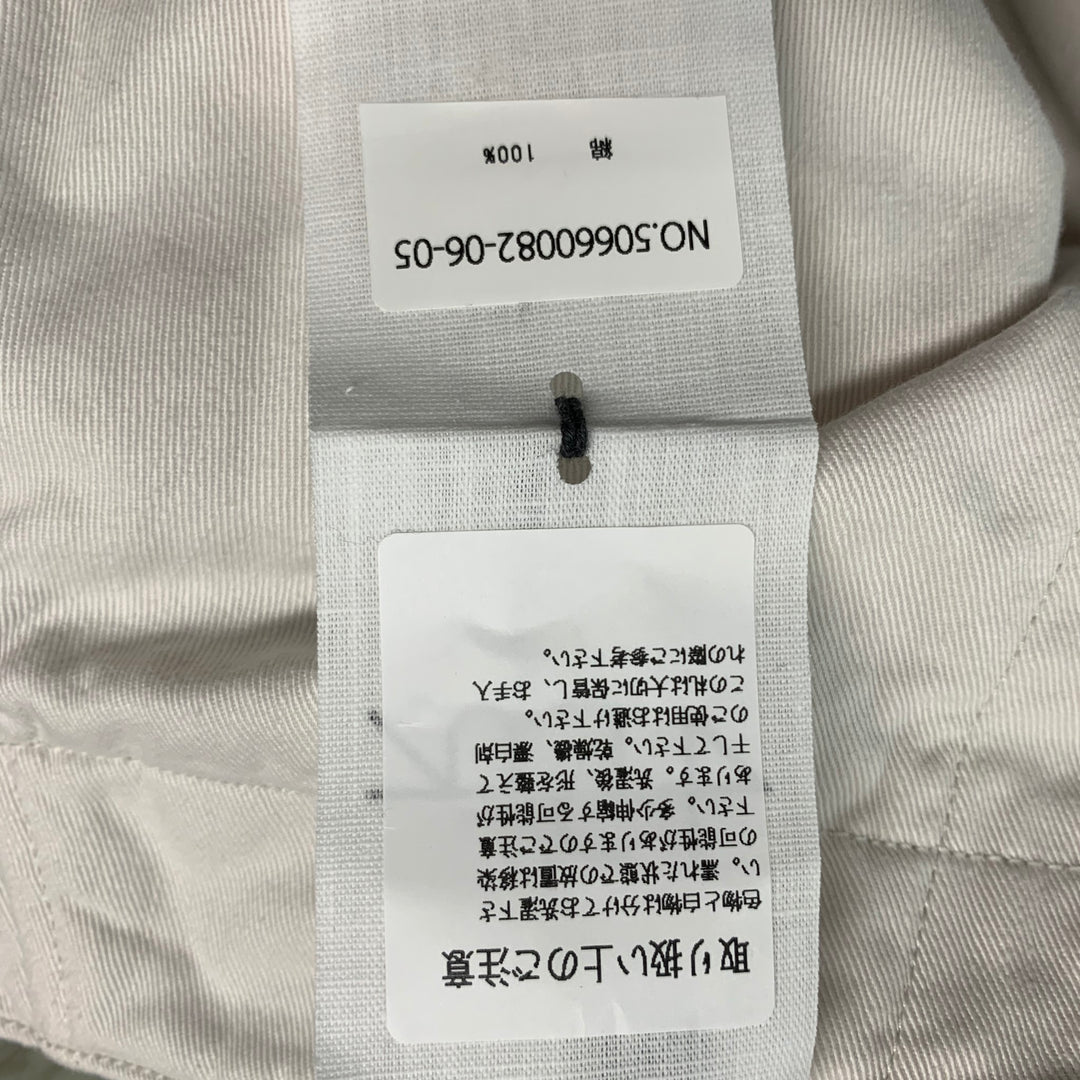 取り扱い上のご注意
色物と白物は分けてお洗濯下さ
い。濡れた状態での放置は移染
の可能性がありますのでご注意
下さい。多少伸縮する可能性が
あります。洗濯後、形を整えて
干して下さい。乾燥機、漂白剤
のご使用はお避け下さい。
この札は大切に保管し、お手入
れの際にご参考下さい。
NO.50660082-06-05
綿 100%